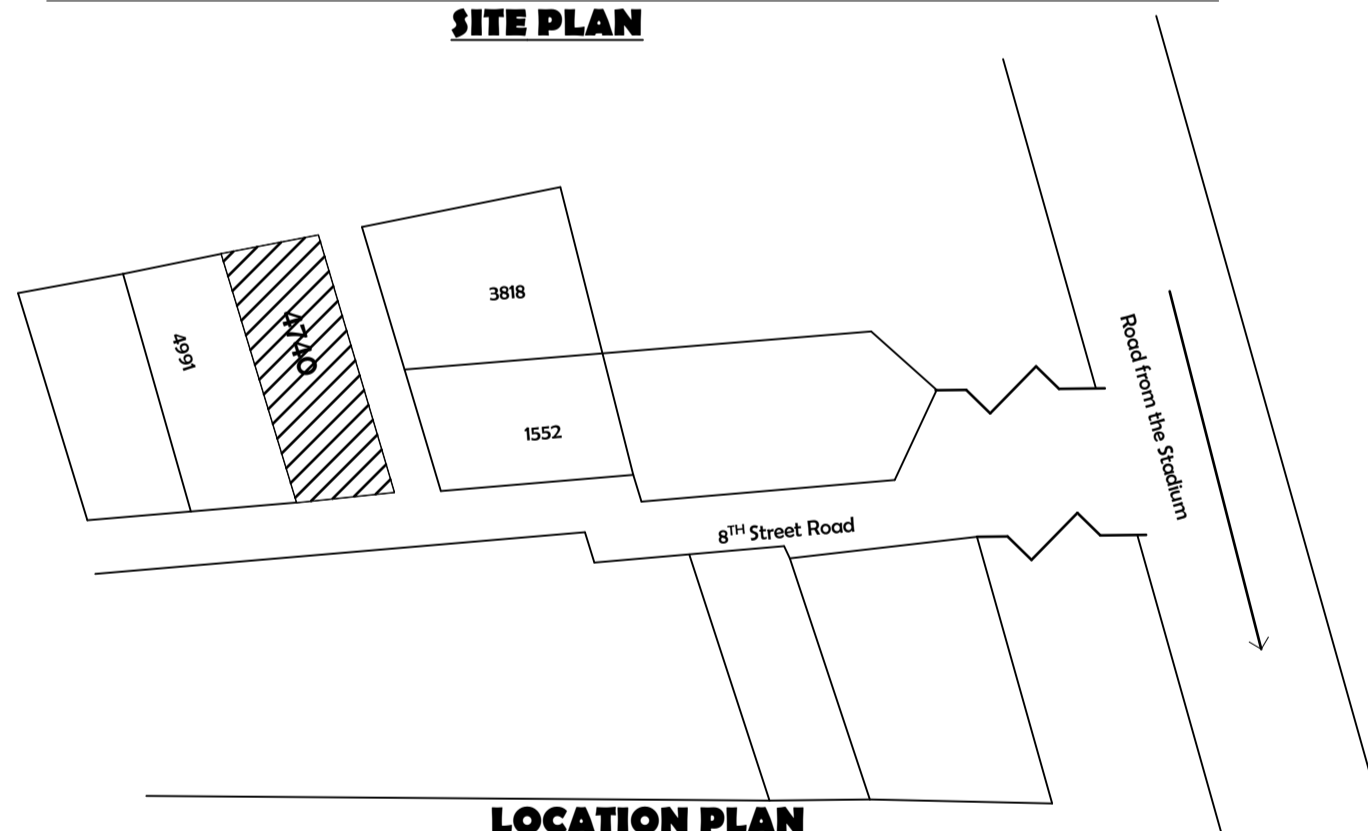 SITE PLAN
3818
4991
4740
1552
Road from the Stadium
8TH Street Road
LOCATION PLAN